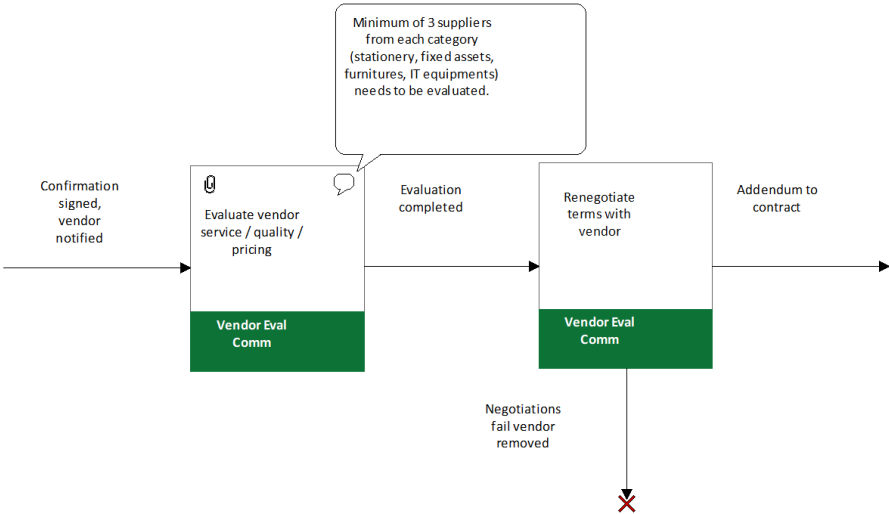 Minimum of 3 suppliers
from each category
(stationery, fixed assets,
furnitures, IT equipments)
needs to be evaluated.
Confirmation
signed,
vendor
notified
Evaluate vendor
service / quality /
pricing
Vendor Eval
Comm
Evaluation
completed
Renegotiate
terms with
vendor
Vendor Eval
Comm
Addendum to
contract
Negotiations
fail vendor
removed